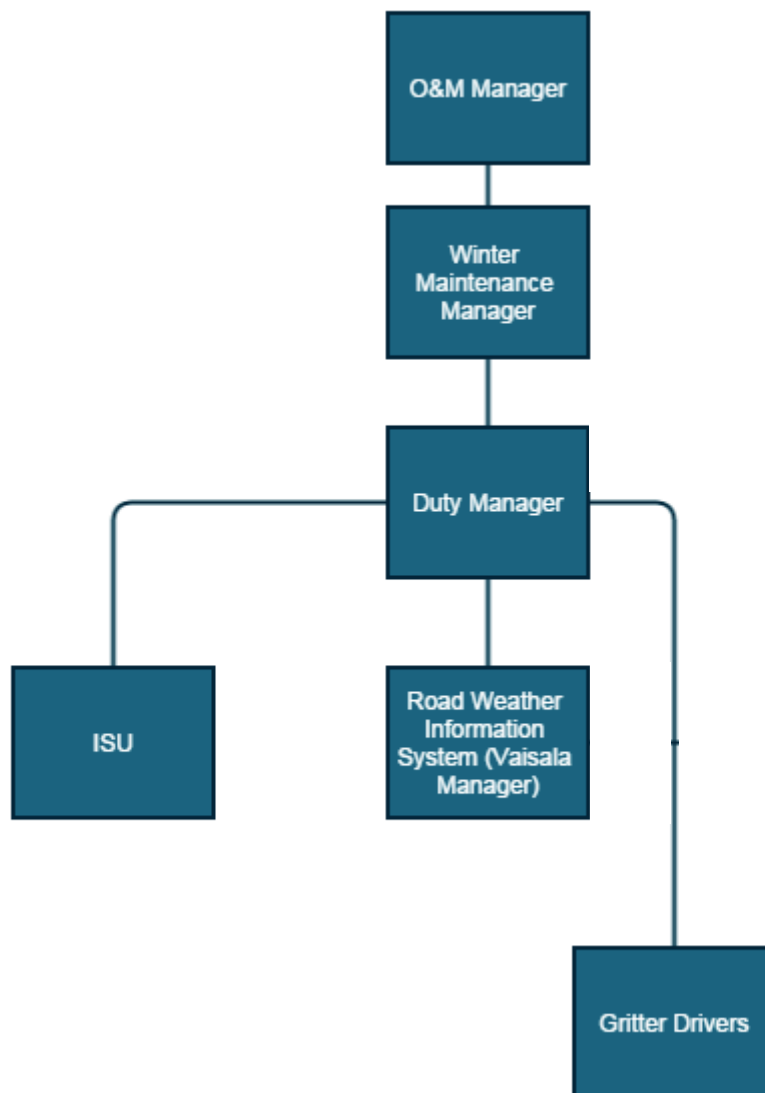 O&M Manager
Winter
Maintenance
Manager
Duty Manager
ISU
Road Weather
Information
System (Vaisala
Manager)
Gritter Drivers